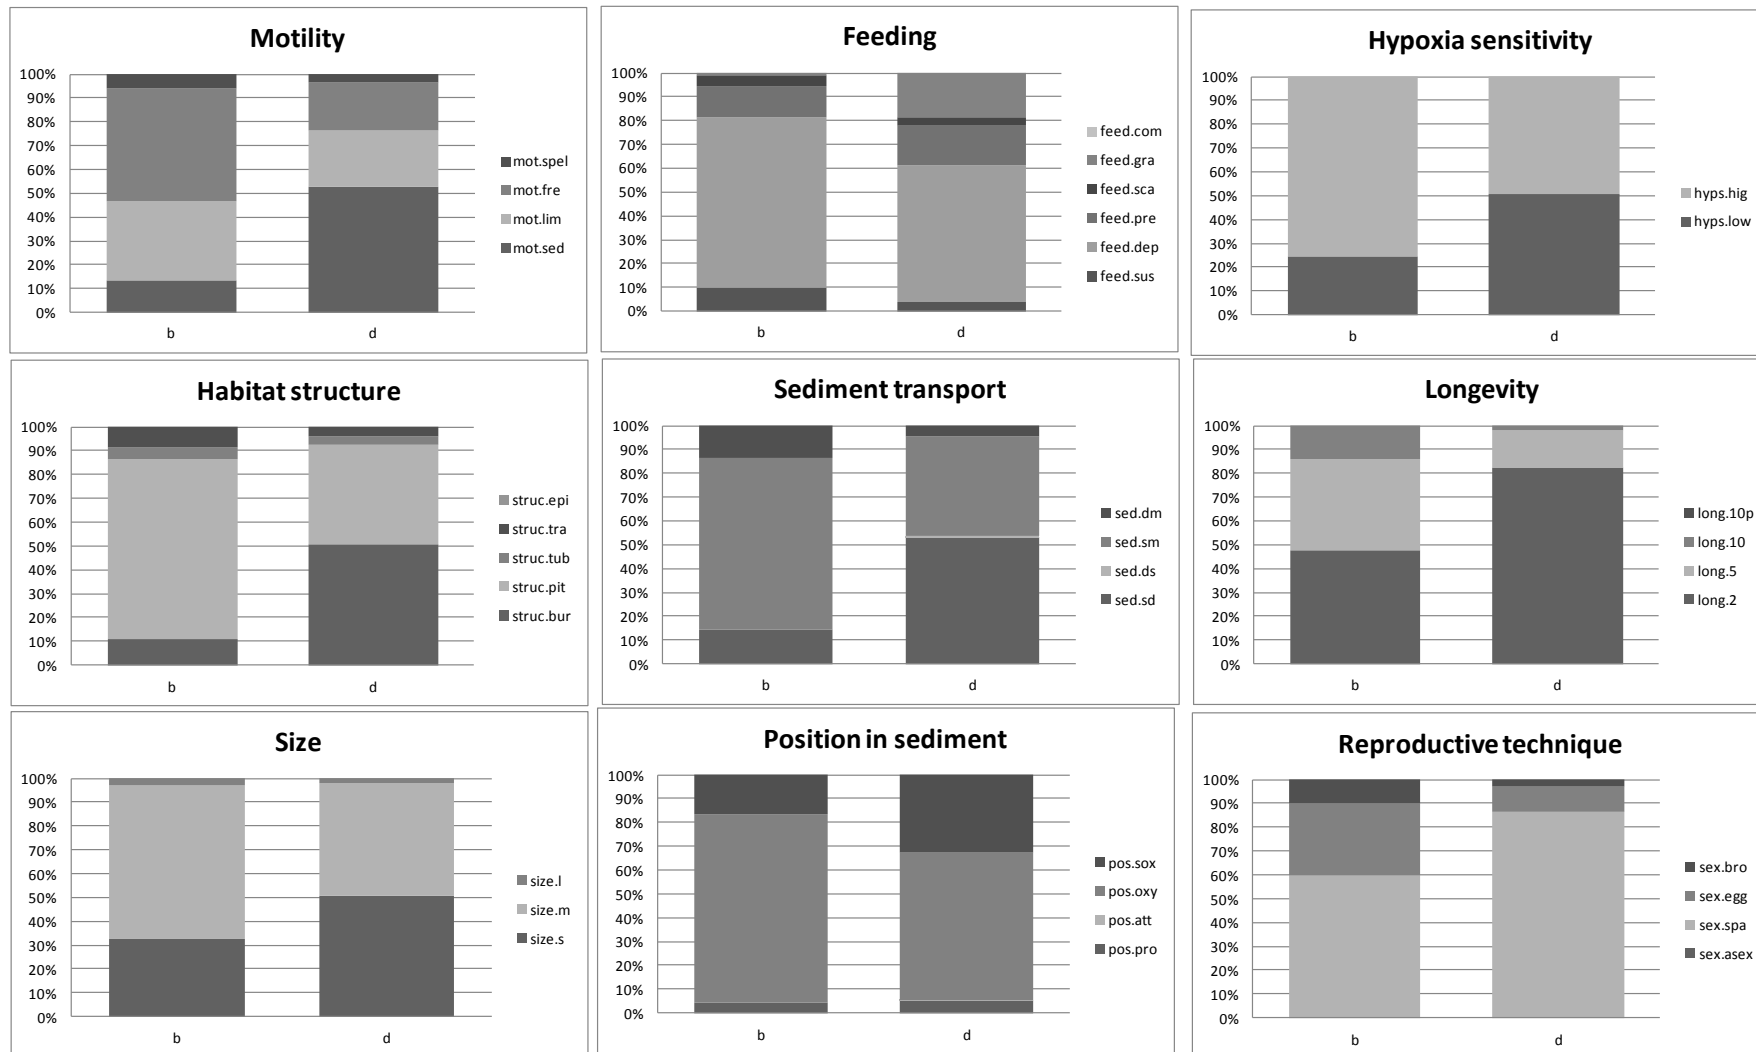 Motility
100%
90%
80%
70%
60%
50%
40%
30%
20%
10%
0%
b d
mot.spel
mot.fre
mot.lim
mot.sed
Feeding
100%
90%
80%
70%
60%
50%
40%
30%
20%
10%
0%
b d
feed.com
feed.gra
feed.sca
feed.pre
feed.dep
feed.sus
Hypoxia sensitivity
100%
90%
80%
70%
60%
50%
40%
30%
20%
10%
0%
b d
hyps.hig
hyps.low
Habitat structure
100%
90%
80%
70%
60%
50%
40%
30%
20%
10%
0%
b d
struc.epi
struc.tra
struc.tub
struc.pit
struc.bur
Sediment transport
100%
90%
80%
70%
60%
50%
40%
30%
20%
10%
0%
b d
sed.dm
sed.sm
sed.ds
sed.sd
Longevity
100%
90%
80%
70%
60%
50%
40%
30%
20%
10%
0%
b d
long.10p
long.10
long.5
long.2
Size
100%
90%
80%
70%
60%
50%
40%
30%
20%
10%
0%
b d
size.l
size.m
size.s
Position in sediment
100%
90%
80%
70%
60%
50%
40%
30%
20%
10%
0%
b d
pos.sox
pos.oxy
pos.att
pos.pro
Reproductive technique
100%
90%
80%
70%
60%
50%
40%
30%
20%
10%
0%
b d
sex.bro
sex.egg
sex.spa
sex.asex